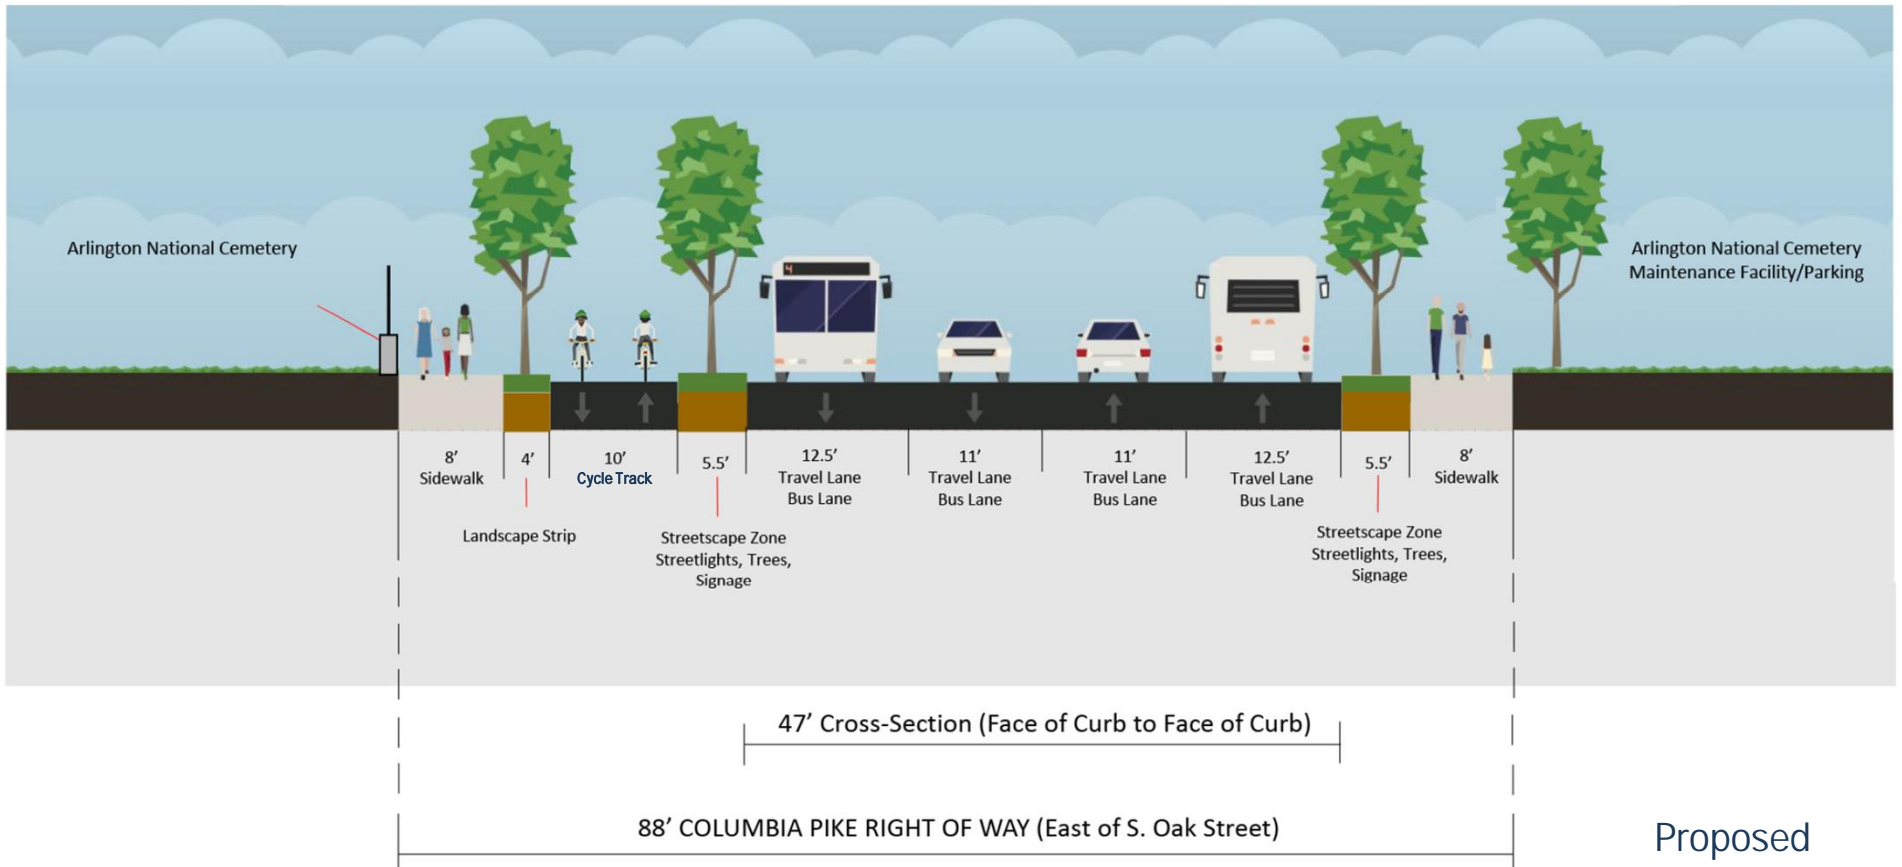 Arlington National Cemetery
Arlington National Cemetery
Maintenance Facility/Parking
4
8’
Sidewalk
4’
10’
Cycle Track
5.5’
12.5’
Travel Lane
Bus Lane
11’
Travel Lane
Bus Lane
11’
Travel Lane
Bus Lane
12.5’
Travel Lane
Bus Lane
5.5’
8’
Sidewalk
Landscape Strip
Streetscape Zone
Streetlights, Trees,
Signage
Streetscape Zone
Streetlights, Trees,
Signage
47’ Cross-Section (Face of Curb to Face of Curb)
88’ COLUMBIA PIKE RIGHT OF WAY (East of S. Oak Street)
Proposed